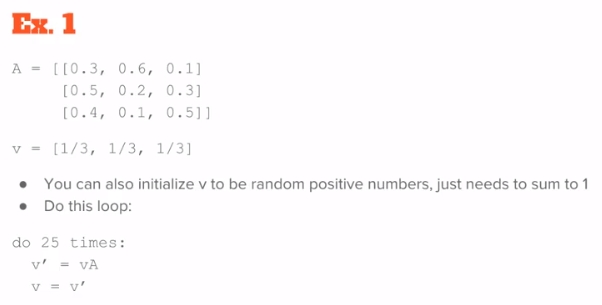 Ex. 1
A = [[0.3, 0.6, 0.1]
[0.5, 0.2, 0.3]
[0.4, 0.1, 0.5]]
v = [1/3, 1/3, 1/3]
● You can also initialize v to be random positive numbers, just needs to sum to 1
● Do this loop:
do 25 times:
v’ = vA
v = v’